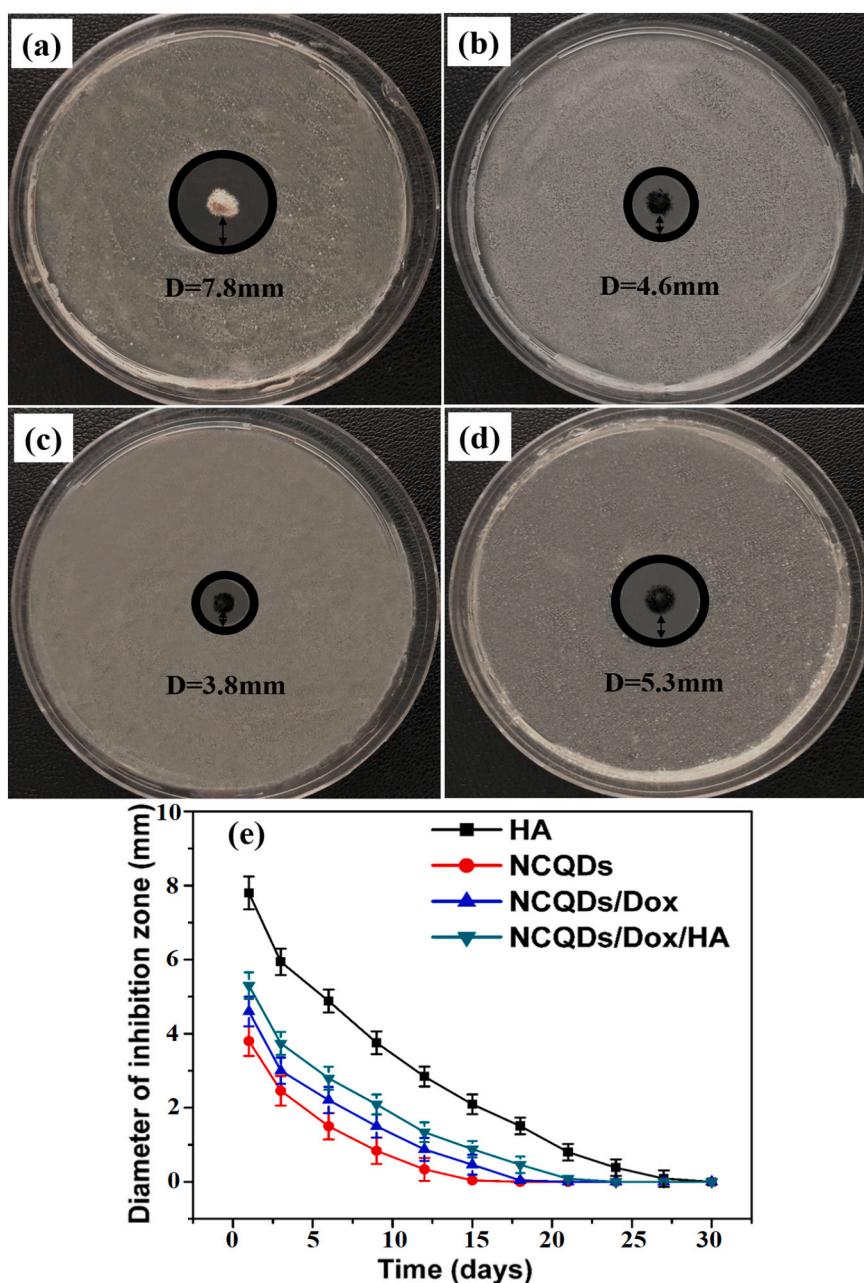 (a)
D=7.8mm
(b)
D=4.6mm
(c)
D=3.8mm
(d)
D=5.3mm
(e)
HA
NCQDs
NCQDs/Dox
NCQDs/Dox/HA
Diameter of inhibition zone (mm)
10
8
6
4
2
0
0 5 10 15 20 25 30
Time (days)